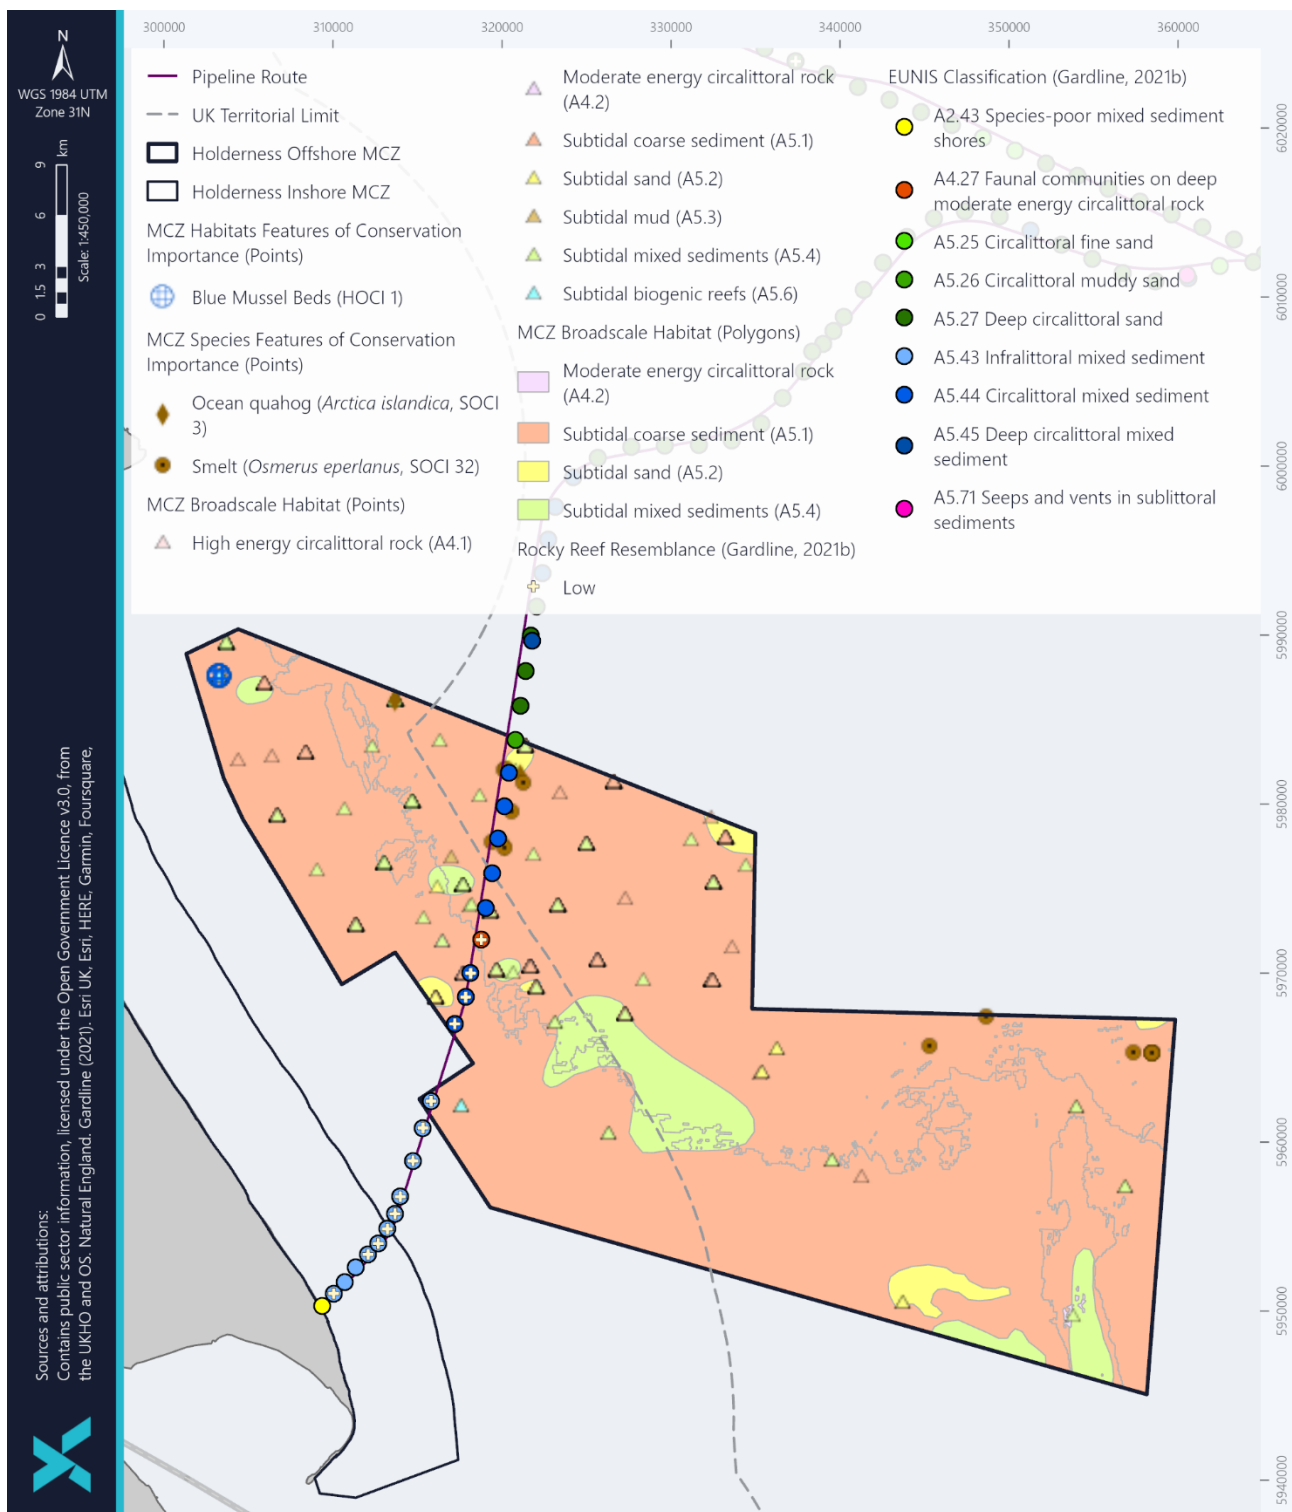 300000
310000
320000
330000
340000
350000
360000
N
WGS 1984 UTM
Zone 31N
km
0 1.5 3 6 9
Scale: 1:450,000
Pipeline Route
UK Territorial Limit
Holderness Offshore MCZ
Holderness Inshore MCZ
MCZ Habitats Features of Conservation
Importance (Points)
Blue Mussel Beds (HOCI 1)
MCZ Species Features of Conservation
Importance (Points)
Ocean quahog (Arctica islandica, SOCI
3)
Smelt (Osmerus eperlanus, SOCI 32)
MCZ Broadscale Habitat (Points)
High energy circalittoral rock (A4.1)
Moderate energy circalittoral rock
(A4.2)
Subtidal coarse sediment (A5.1)
Subtidal sand (A5.2)
Subtidal mud (A5.3)
Subtidal mixed sediments (A5.4)
Subtidal biogenic reefs (A5.6)
MCZ Broadscale Habitat (Polygons)
Moderate energy circalittoral rock
(A4.2)
Subtidal coarse sediment (A5.1)
Subtidal sand (A5.2)
Subtidal mixed sediments (A5.4)
Rocky Reef Resemblance (Gardline, 2021b)
Low
EUNIS Classification (Gardline, 2021b)
A2.43 Species-poor mixed sediment
shores
A4.27 Faunal communities on deep
moderate energy circalittoral rock
A5.25 Circalittoral fine sand
A5.26 Circalittoral muddy sand
A5.27 Deep circalittoral sand
A5.43 Infralittoral mixed sediment
A5.44 Circalittoral mixed sediment
A5.45 Deep circalittoral mixed
sediment
A5.71 Seeps and vents in sublittoral
sediments
6020000
6010000
6000000
5990000
5980000
5970000
5960000
5950000
5940000
Sources and attributions:
Contains public sector information, licensed under the Open Government Licence v3.0, from
the UKHO and OS. Natural England. Gardline (2021). Esri UK, Esri, HERE, Garmin, Foursquare,